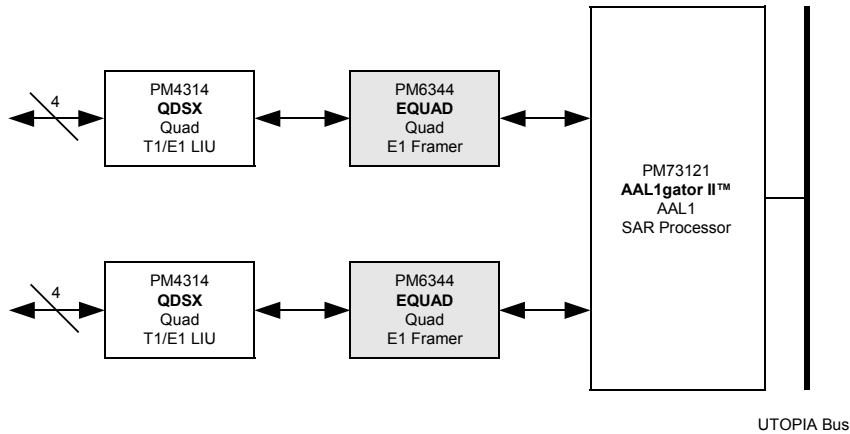 4
PM4314
QDSX
Quad
T1/E1 LIU
PM6344
EQUAD
Quad
E1 Framer
PM73121
AAL1gator II™
AAL1
SAR Processor
4
PM4314
QDSX
Quad
T1/E1 LIU
PM6344
EQUAD
Quad
E1 Framer
UTOPIA Bus